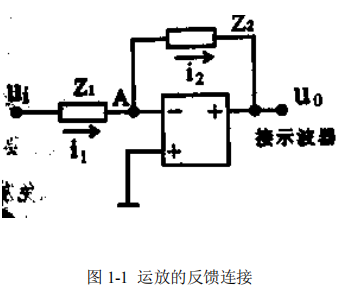 Z₂
i₂
uᵢ Z₁ A − + u₀
i₁ +
接示波器
图 1-1 运放的反馈连接